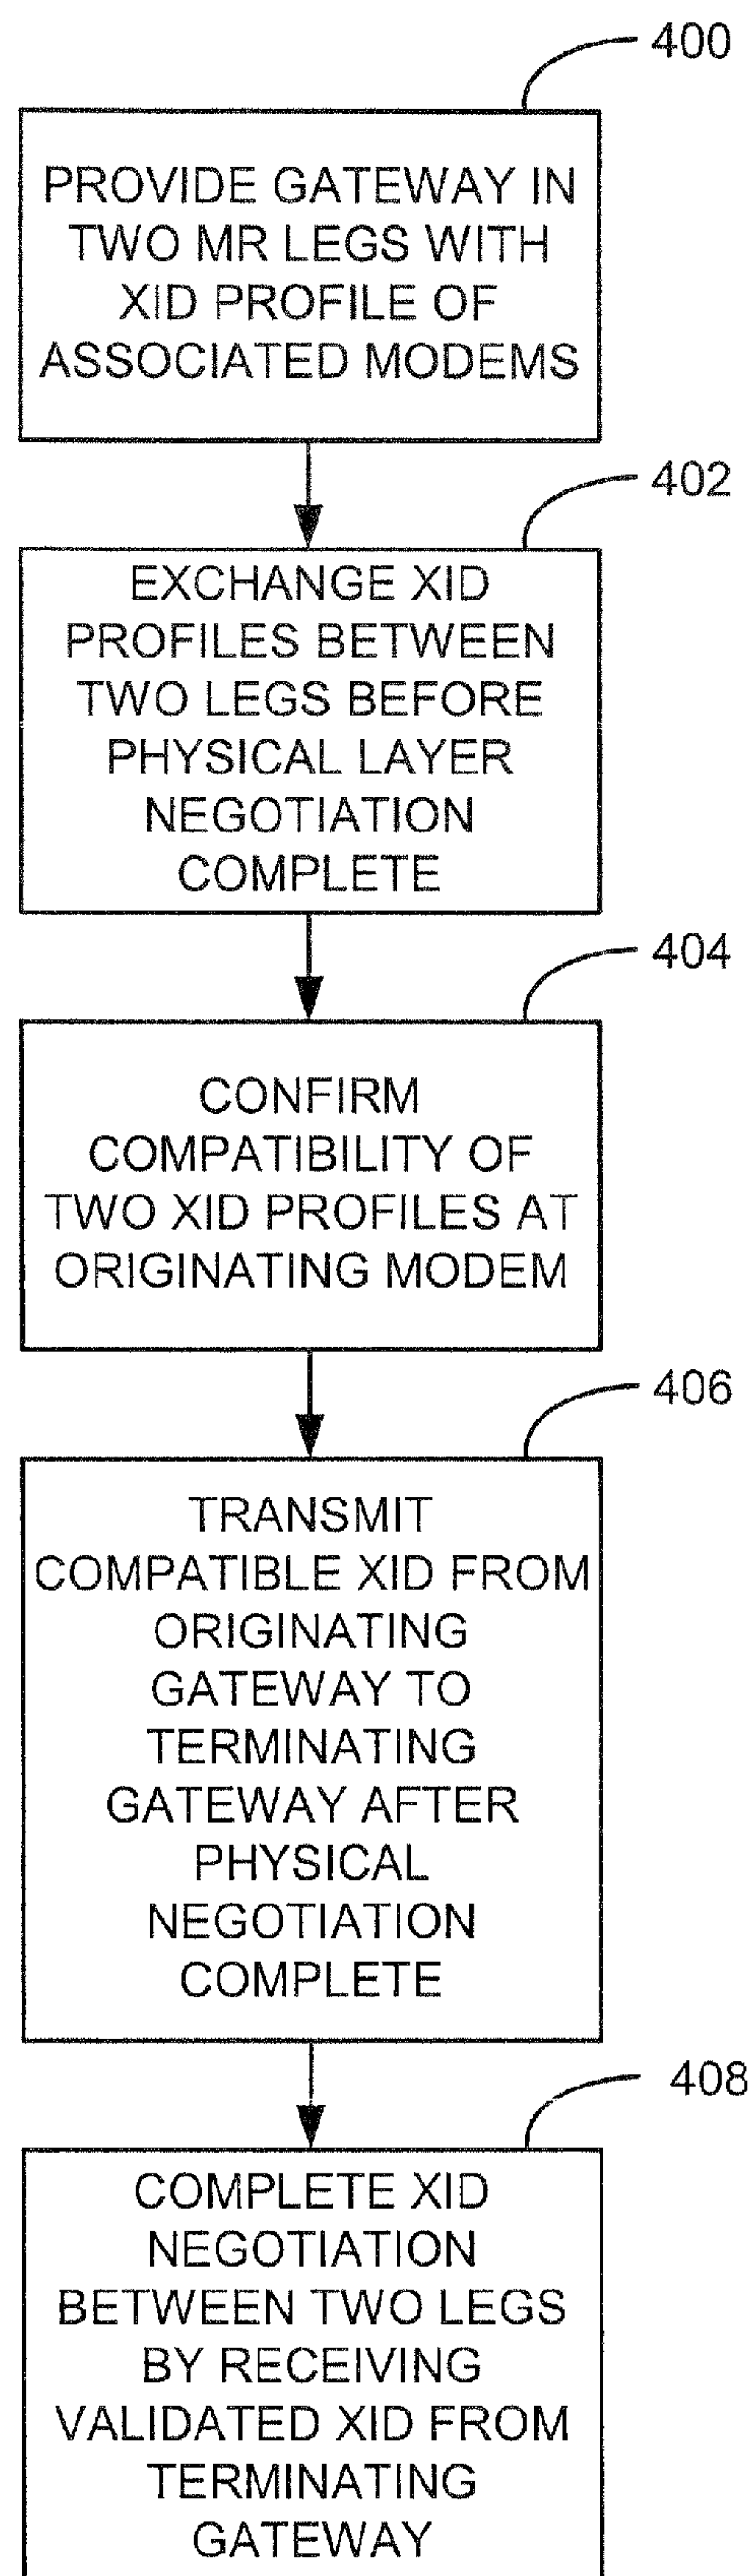 400
PROVIDE GATEWAY IN
TWO MR LEGS WITH
XID PROFILE OF
ASSOCIATED MODEMS
402
EXCHANGE XID
PROFILES BETWEEN
TWO LEGS BEFORE
PHYSICAL LAYER
NEGOTIATION
COMPLETE
404
CONFIRM
COMPATIBILITY OF
TWO XID PROFILES AT
ORIGINATING MODEM
406
TRANSMIT
COMPATIBLE XID FROM
ORIGINATING
GATEWAY TO
TERMINATING
GATEWAY AFTER
PHYSICAL
NEGOTIATION
COMPLETE
408
COMPLETE XID
NEGOTIATION
BETWEEN TWO LEGS
BY RECEIVING
VALIDATED XID FROM
TERMINATING
GATEWAY